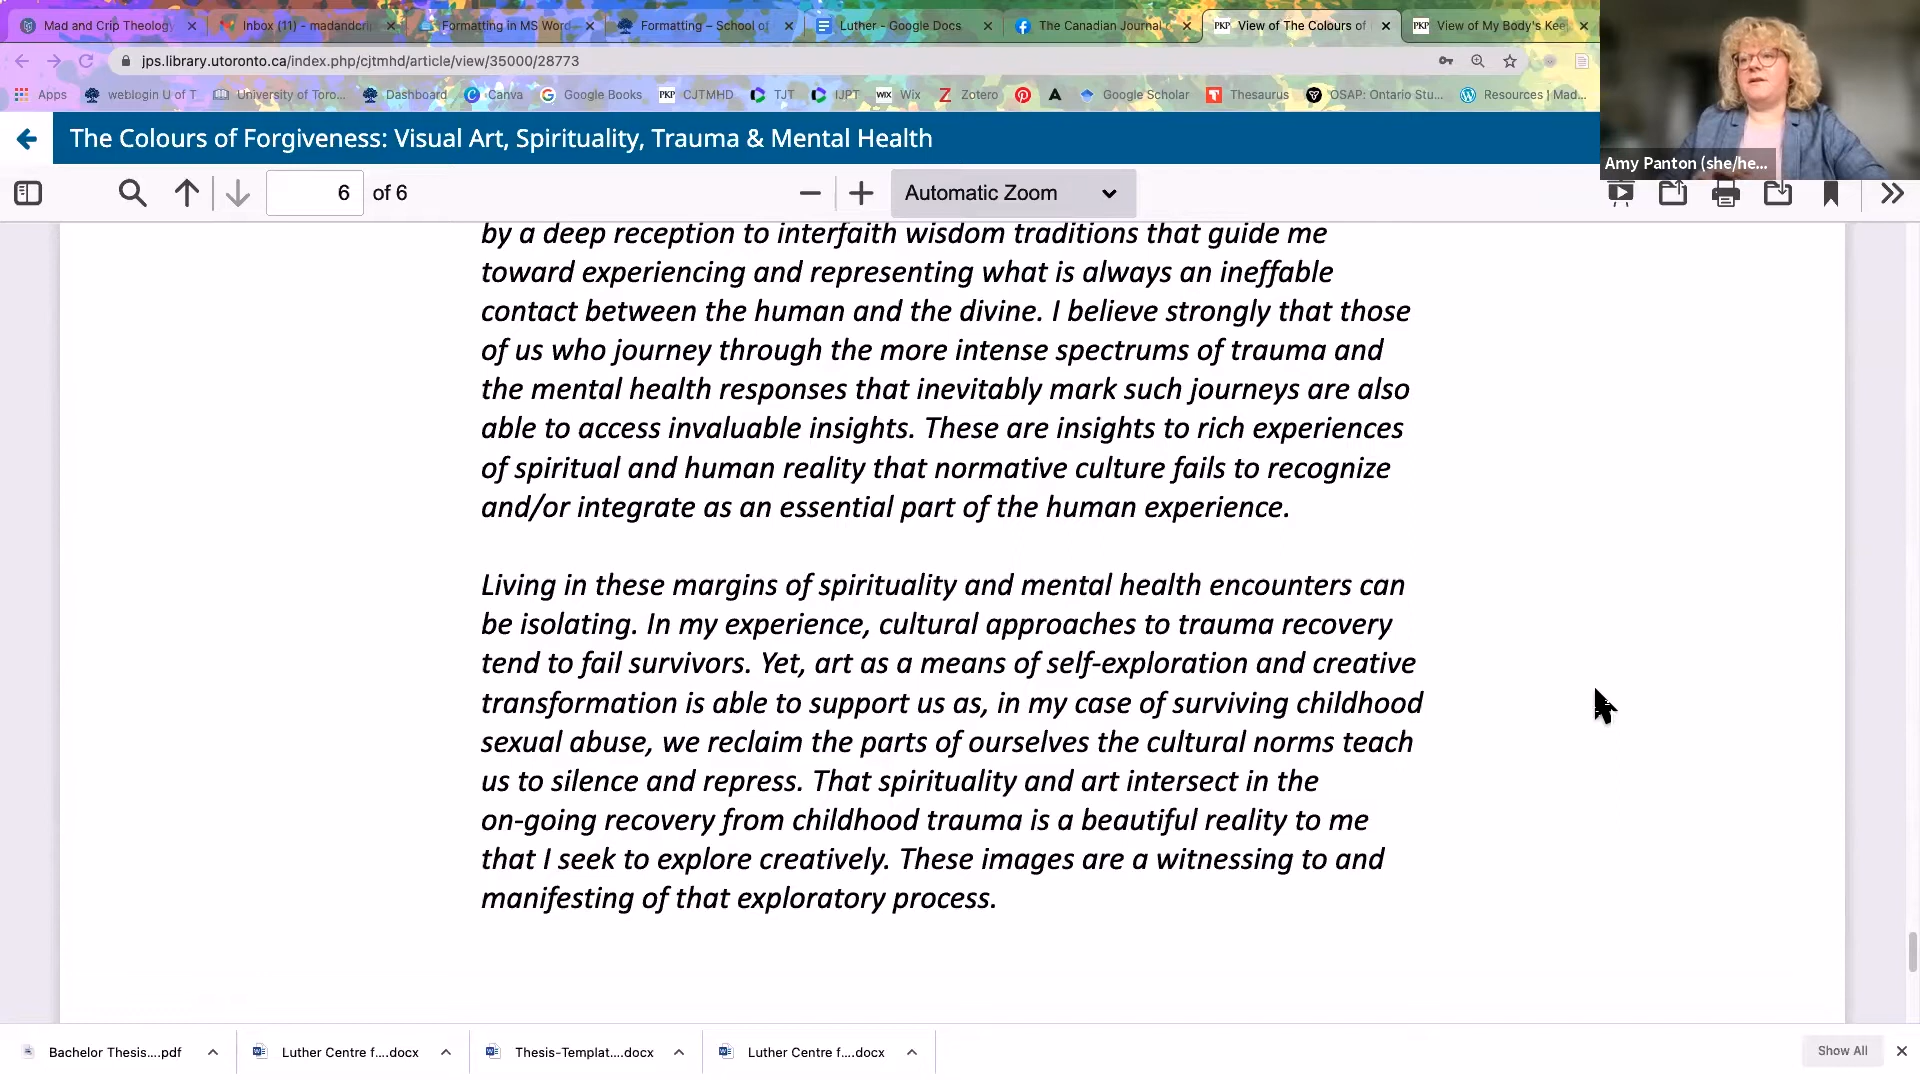 Mad and Crip Theology
Inbox (11) - madandcrip
Formatting in MS Word
Formatting – School of
Luther - Google Docs
The Canadian Journal
PKP View of The Colours of
PKP View of My Body's Kee
jps.library.utoronto.ca/index.php/cjtmhd/article/view/35000/28773
Apps weblogin U of T University of Toro... Dashboard Canva Google Books PKP CJTMHD TJT IJPT WIX Wix Zotero Google Scholar Thesaurus OSAP: Ontario Stu... Resources | Mad...
The Colours of Forgiveness: Visual Art, Spirituality, Trauma & Mental Health
Amy Panton (she/he...
6 of 6 Automatic Zoom
by a deep reception to interfaith wisdom traditions that guide me
toward experiencing and representing what is always an ineffable
contact between the human and the divine. I believe strongly that those
of us who journey through the more intense spectrums of trauma and
the mental health responses that inevitably mark such journeys are also
able to access invaluable insights. These are insights to rich experiences
of spiritual and human reality that normative culture fails to recognize
and/or integrate as an essential part of the human experience.
Living in these margins of spirituality and mental health encounters can
be isolating. In my experience, cultural approaches to trauma recovery
tend to fail survivors. Yet, art as a means of self-exploration and creative
transformation is able to support us as, in my case of surviving childhood
sexual abuse, we reclaim the parts of ourselves the cultural norms teach
us to silence and repress. That spirituality and art intersect in the
on-going recovery from childhood trauma is a beautiful reality to me
that I seek to explore creatively. These images are a witnessing to and
manifesting of that exploratory process.
Bachelor Thesis....pdf
Luther Centre f....docx
Thesis-Templat....docx
Luther Centre f....docx
Show All